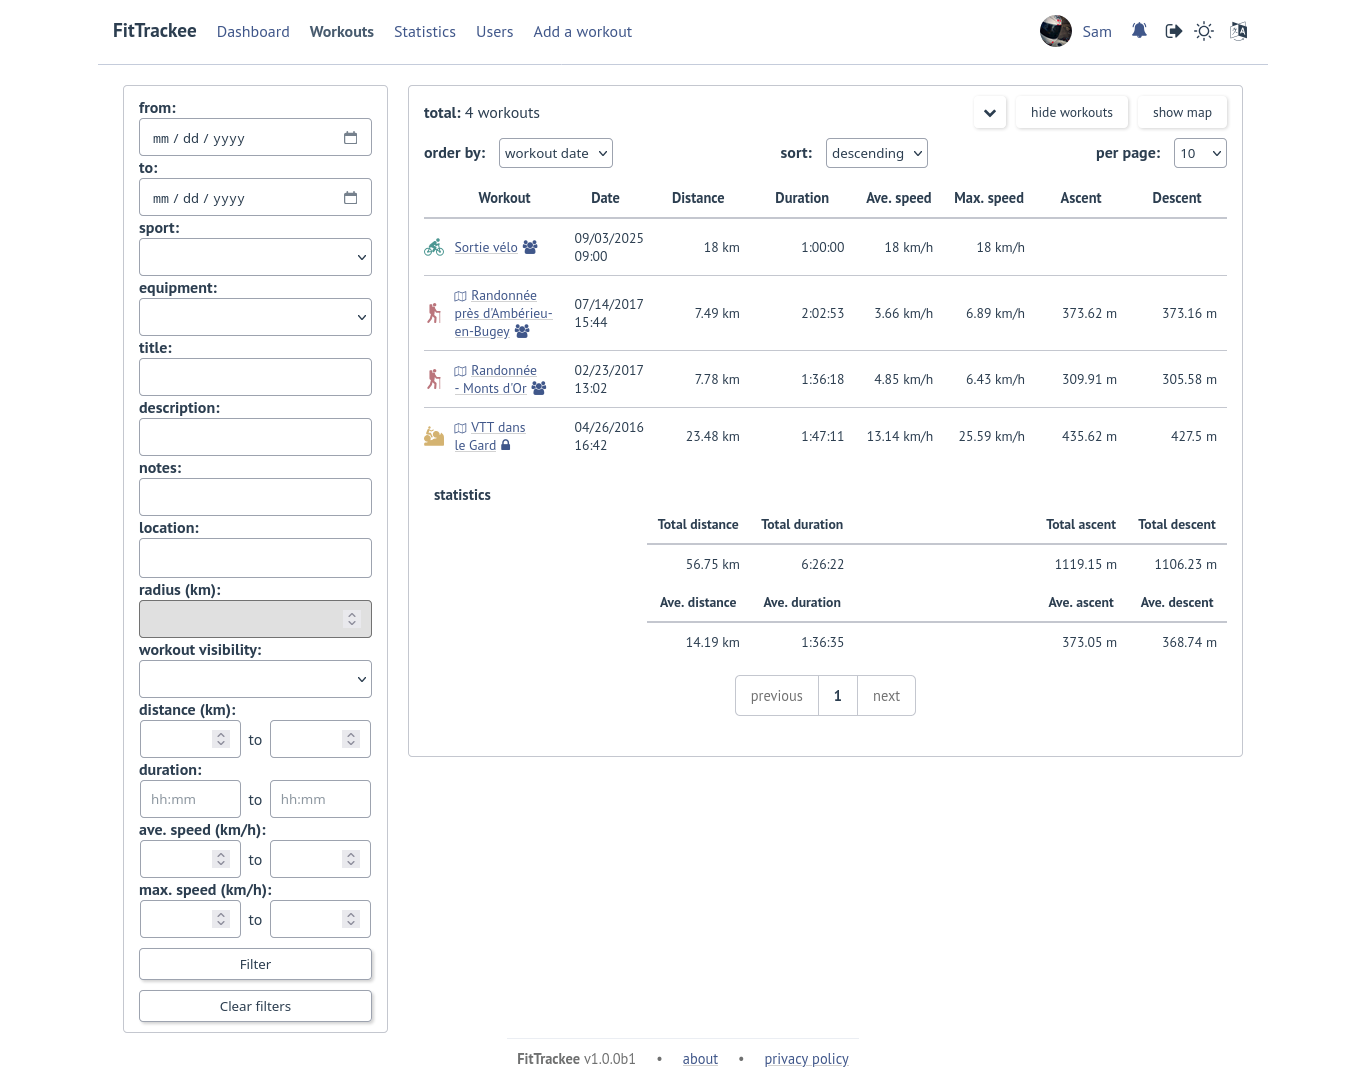 FitTrackee Dashboard Workouts Statistics Users Add a workout Sam
from:
mm / dd / yyyy
to:
mm / dd / yyyy
sport:
equipment:
title:
description:
notes:
location:
radius (km):
workout visibility:
distance (km):
to
duration:
hh:mm to hh:mm
ave. speed (km/h):
to
max. speed (km/h):
to
Filter
Clear filters
total: 4 workouts hide workouts show map
order by: workout date sort: descending per page: 10
Workout Date Distance Duration Ave. speed Max. speed Ascent Descent
Sortie vélo 09/03/2025 09:00 18 km 1:00:00 18 km/h 18 km/h
Randonnée près d'Ambérieu-en-Bugey 07/14/2017 15:44 7.49 km 2:02:53 3.66 km/h 6.89 km/h 373.62 m 373.16 m
Randonnée - Monts d'Or 02/23/2017 13:02 7.78 km 1:36:18 4.85 km/h 6.43 km/h 309.91 m 305.58 m
VTT dans le Gard 04/26/2016 16:42 23.48 km 1:47:11 13.14 km/h 25.59 km/h 435.62 m 427.5 m
statistics
Total distance Total duration Total ascent Total descent
56.75 km 6:26:22 1119.15 m 1106.23 m
Ave. distance Ave. duration Ave. ascent Ave. descent
14.19 km 1:36:35 373.05 m 368.74 m
previous 1 next
FitTrackee v1.0.0b1 • about • privacy policy